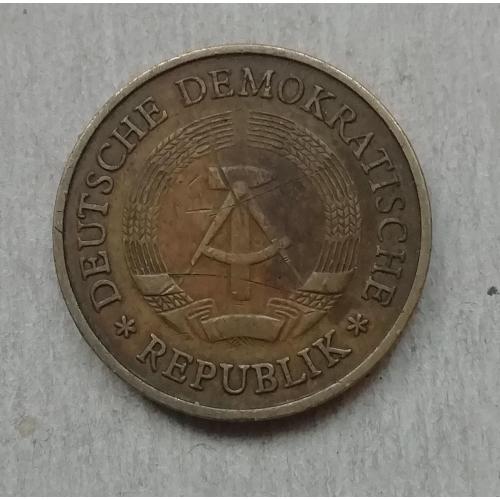 DEUTSCHE DEMOKRATISCHE
* REPUBLIK *